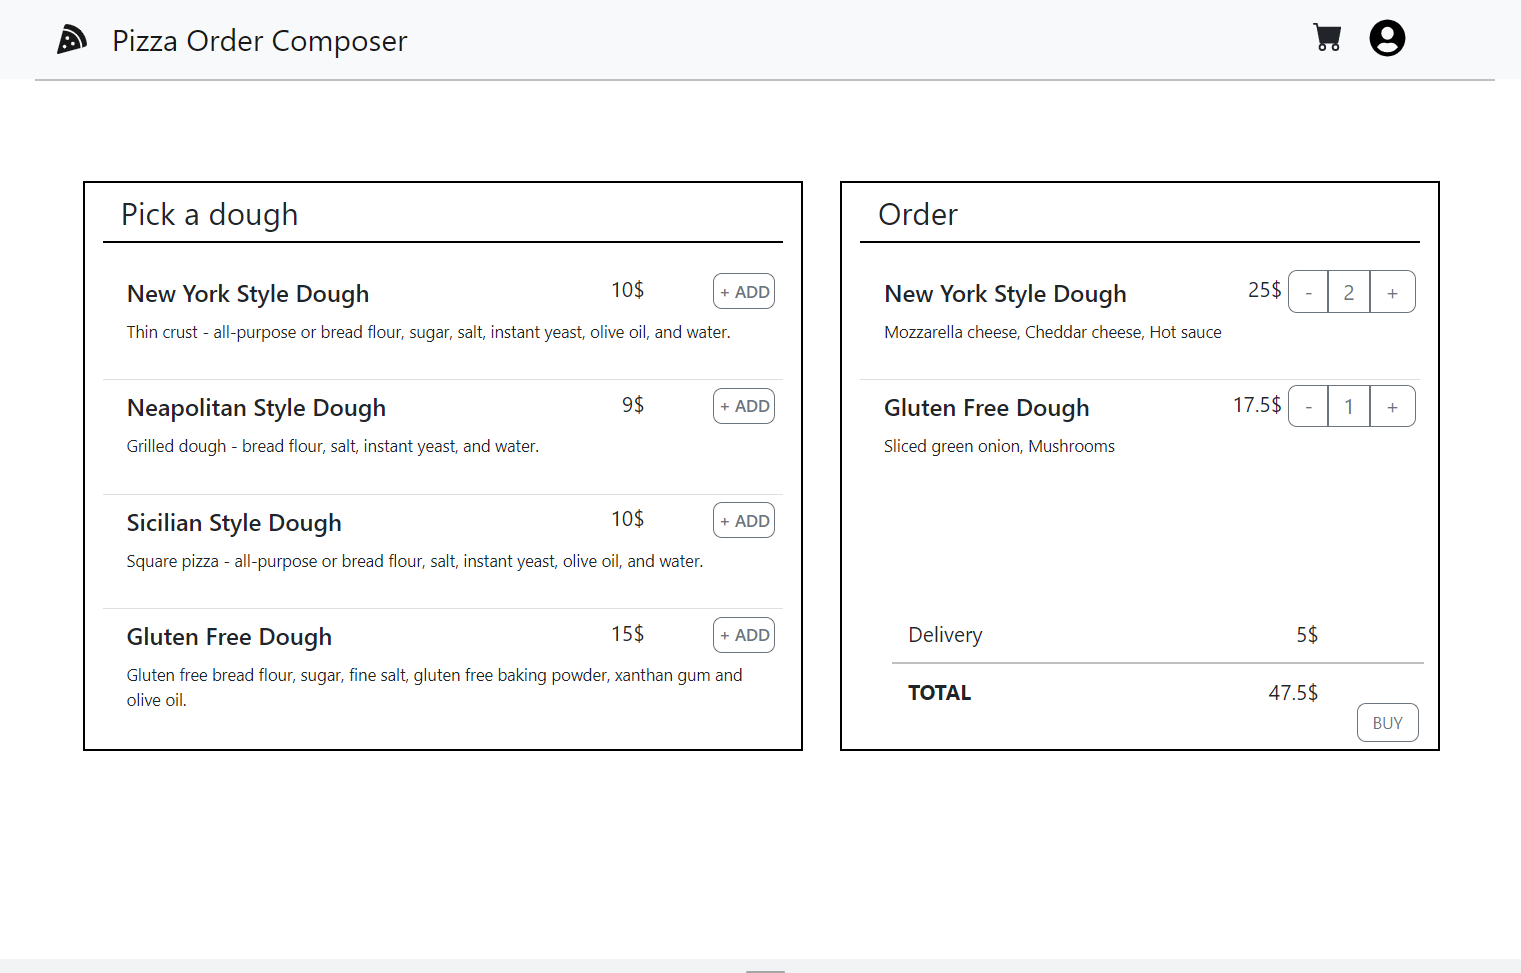 Pizza Order Composer
Pick a dough
New York Style Dough 10$ + ADD
Thin crust - all-purpose or bread flour, sugar, salt, instant yeast, olive oil, and water.
Neapolitan Style Dough 9$ + ADD
Grilled dough - bread flour, salt, instant yeast, and water.
Sicilian Style Dough 10$ + ADD
Square pizza - all-purpose or bread flour, salt, instant yeast, olive oil, and water.
Gluten Free Dough 15$ + ADD
Gluten free bread flour, sugar, fine salt, gluten free baking powder, xanthan gum and
olive oil.
Order
New York Style Dough 25$ - 2 +
Mozzarella cheese, Cheddar cheese, Hot sauce
Gluten Free Dough 17.5$ - 1 +
Sliced green onion, Mushrooms
Delivery 5$
TOTAL 47.5$
BUY